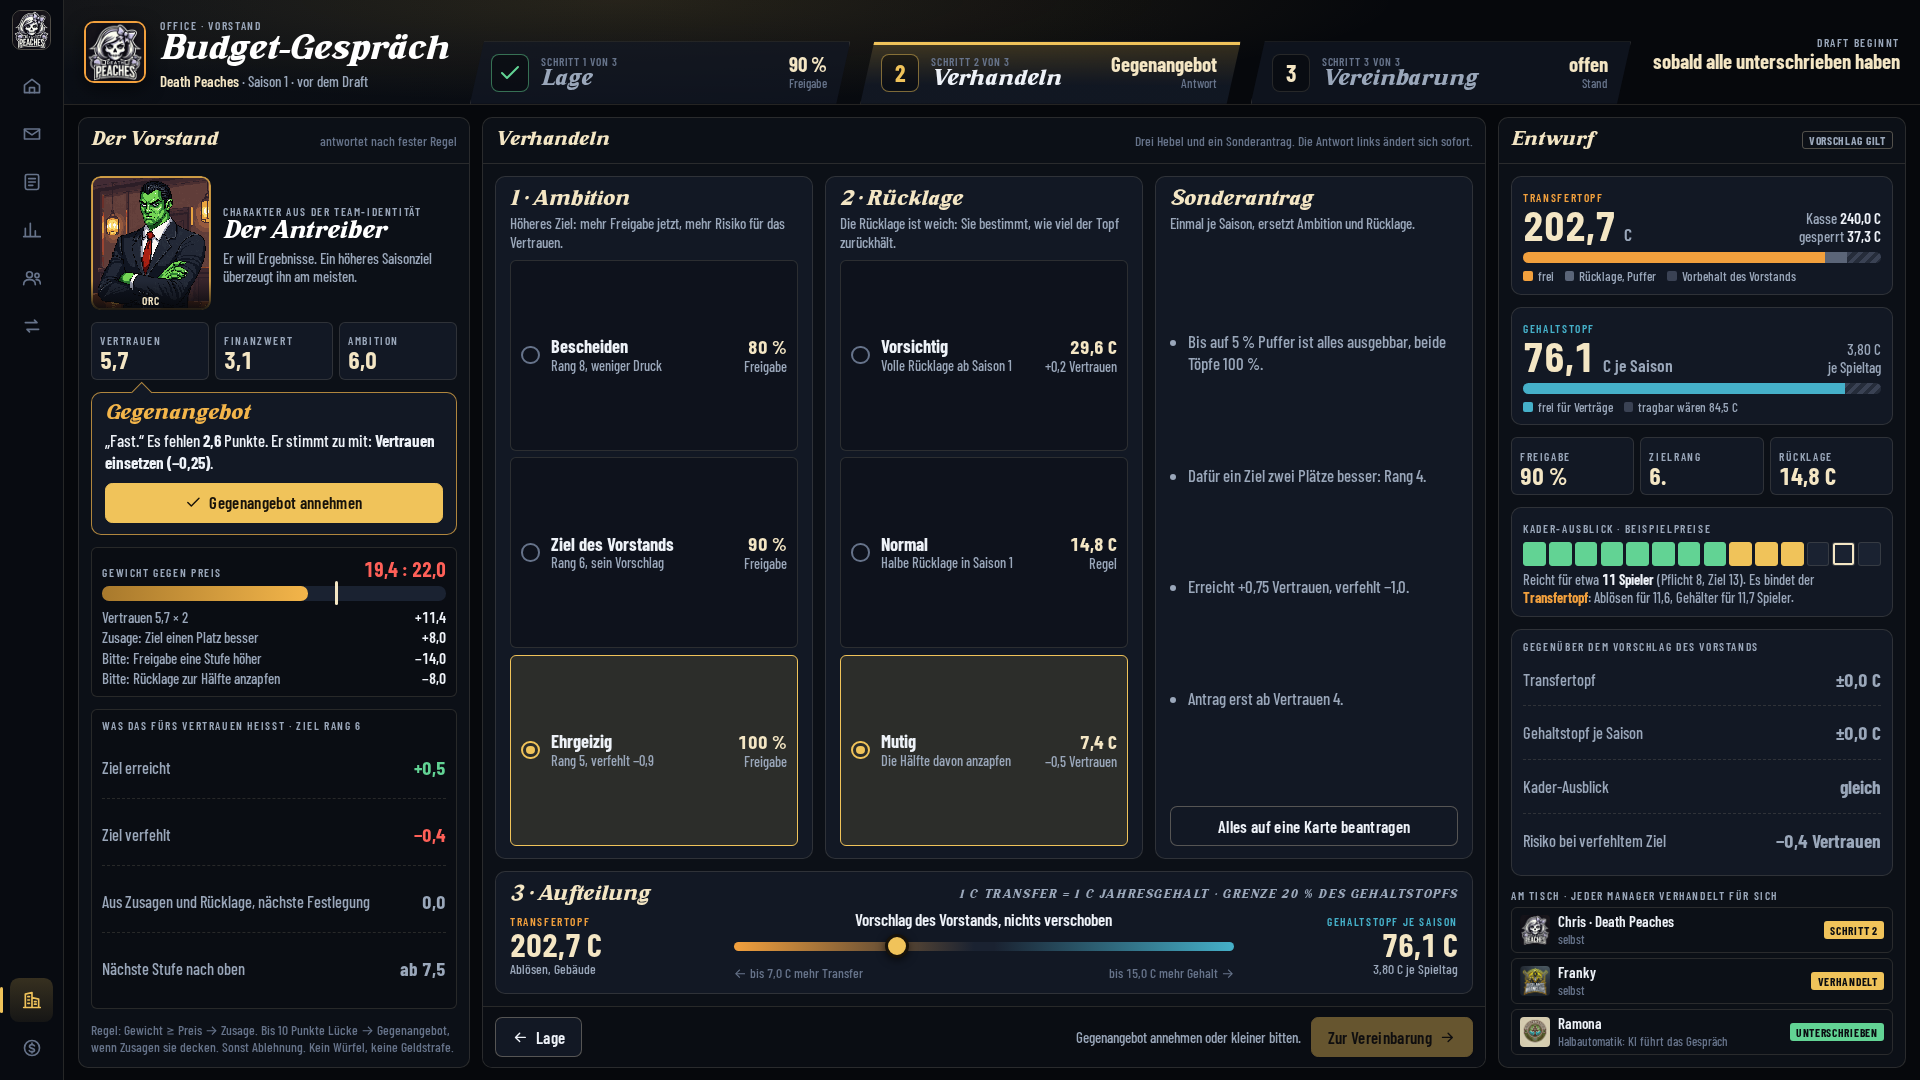 OFFICE · VORSTAND
Budget-Gespräch
Death Peaches · Saison 1 · vor dem Draft
SCHRITT 1 VON 3
Lage
90 %
Freigabe
2
SCHRITT 2 VON 3
Verhandeln
Gegenangebot
Antwort
3
SCHRITT 3 VON 3
Vereinbarung
offen
Stand
DRAFT BEGINNT
sobald alle unterschrieben haben
Der Vorstand
antwortet nach fester Regel
ORC
CHARAKTER AUS DER TEAM-IDENTITÄT
Der Antreiber
Er will Ergebnisse. Ein höheres Saisonziel
überzeugt ihn am meisten.
VERTRAUEN
5,7
FINANZWERT
3,1
AMBITION
6,0
Gegenangebot
„Fast.“ Es fehlen 2,6 Punkte. Er stimmt zu mit: Vertrauen
einsetzen (−0,25).
Gegenangebot annehmen
GEWICHT GEGEN PREIS
19,4 : 22,0
Vertrauen 5,7 × 2
+11,4
Zusage: Ziel einen Platz besser
+8,0
Bitte: Freigabe eine Stufe höher
−14,0
Bitte: Rücklage zur Hälfte anzapfen
−8,0
WAS DAS FÜRS VERTRAUEN HEISST · ZIEL RANG 6
Ziel erreicht
+0,5
Ziel verfehlt
−0,4
Aus Zusagen und Rücklage, nächste Festlegung
0,0
Nächste Stufe nach oben
ab 7,5
Regel: Gewicht ≥ Preis → Zusage. Bis 10 Punkte Lücke → Gegenangebot,
wenn Zusagen sie decken. Sonst Ablehnung. Kein Würfel, keine Geldstrafe.
Verhandeln
Drei Hebel und ein Sonderantrag. Die Antwort links ändert sich sofort.
1 · Ambition
Höheres Ziel: mehr Freigabe jetzt, mehr Risiko für das
Vertrauen.
Bescheiden
Rang 8, weniger Druck
80 %
Freigabe
Ziel des Vorstands
Rang 6, sein Vorschlag
90 %
Freigabe
Ehrgeizig
Rang 5, verfehlt −0,9
100 %
Freigabe
2 · Rücklage
Die Rücklage ist weich: Sie bestimmt, wie viel der Topf
zurückhält.
Vorsichtig
Volle Rücklage ab Saison 1
29,6 C
+0,2 Vertrauen
Normal
Halbe Rücklage in Saison 1
14,8 C
Regel
Mutig
Die Hälfte davon anzapfen
7,4 C
−0,5 Vertrauen
Sonderantrag
Einmal je Saison, ersetzt Ambition und Rücklage.
• Bis auf 5 % Puffer ist alles ausgebbar, beide
Töpfe 100 %.
• Dafür ein Ziel zwei Plätze besser: Rang 4.
• Erreicht +0,75 Vertrauen, verfehlt −1,0.
• Antrag erst ab Vertrauen 4.
Alles auf eine Karte beantragen
3 · Aufteilung
1 C TRANSFER = 1 C JAHRESGEHALT · GRENZE 20 % DES GEHALTSTOPFS
TRANSFERTOPF
202,7 C
Ablösen, Gebäude
Vorschlag des Vorstands, nichts verschoben
← bis 7,0 C mehr Transfer
bis 15,0 C mehr Gehalt →
GEHALTSTOPF JE SAISON
76,1 C
3,80 C je Spieltag
← Lage
Gegenangebot annehmen oder kleiner bitten.
Zur Vereinbarung →
Entwurf
VORSCHLAG GILT
TRANSFERTOPF
202,7 C
Kasse 240,0 C
gesperrt 37,3 C
frei
Rücklage, Puffer
Vorbehalt des Vorstands
GEHALTSTOPF
76,1 C je Saison
3,80 C
je Spieltag
frei für Verträge
tragbar wären 84,5 C
FREIGABE
90 %
ZIELRANG
6.
RÜCKLAGE
14,8 C
KADER-AUSBLICK · BEISPIELPREISE
Reicht für etwa 11 Spieler (Pflicht 8, Ziel 13). Es bindet der
Transfertopf: Ablösen für 11,6, Gehälter für 11,7 Spieler.
GEGENÜBER DEM VORSCHLAG DES VORSTANDS
Transfertopf
±0,0 C
Gehaltstopf je Saison
±0,0 C
Kader-Ausblick
gleich
Risiko bei verfehltem Ziel
−0,4 Vertrauen
AM TISCH · JEDER MANAGER VERHANDELT FÜR SICH
Chris · Death Peaches
selbst
SCHRITT 2
Franky
selbst
VERHANDELT
Ramona
Halbautomatik: KI führt das Gespräch
UNTERSCHRIEBEN